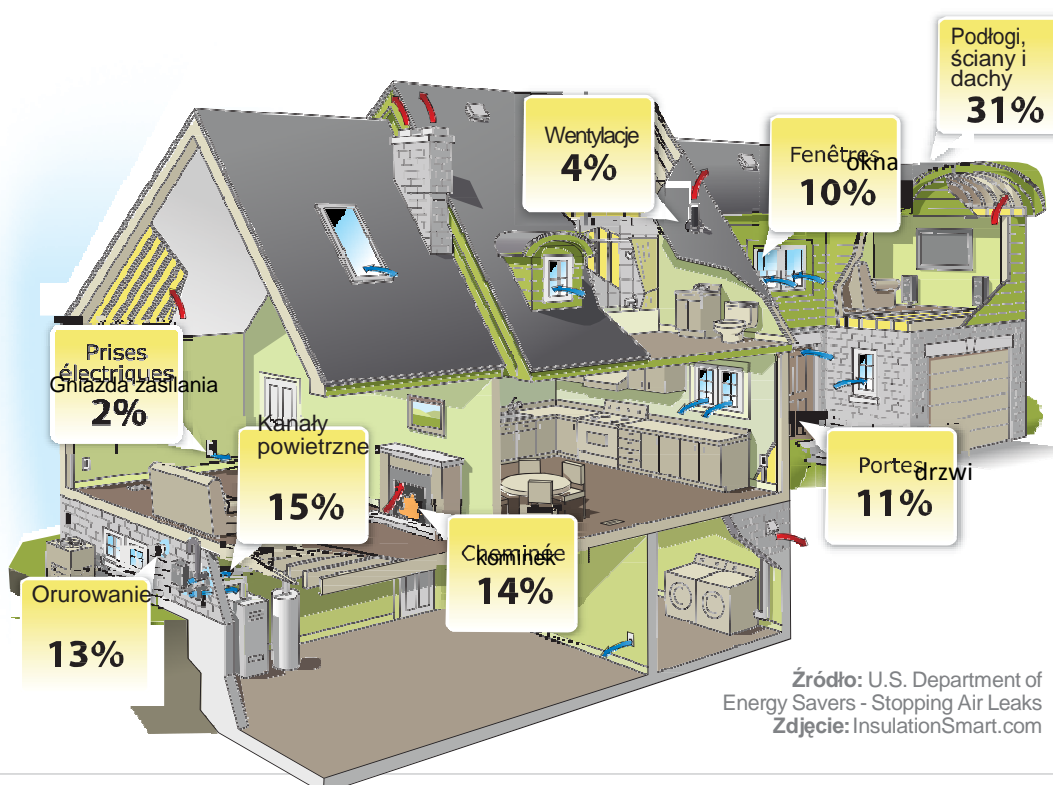 Podłogi,
ściany i
dachy
31%
Wentylacje
4%
Fenêtres
okna
10%
Prises
électriques
Gniazda zasilania
2%
Kanały
powietrzne
15%
Portes
drzwi
11%
Cheminée
kominek
14%
Orurowanie
13%
Źródło: U.S. Department of
Energy Savers - Stopping Air Leaks
Zdjęcie: InsulationSmart.com